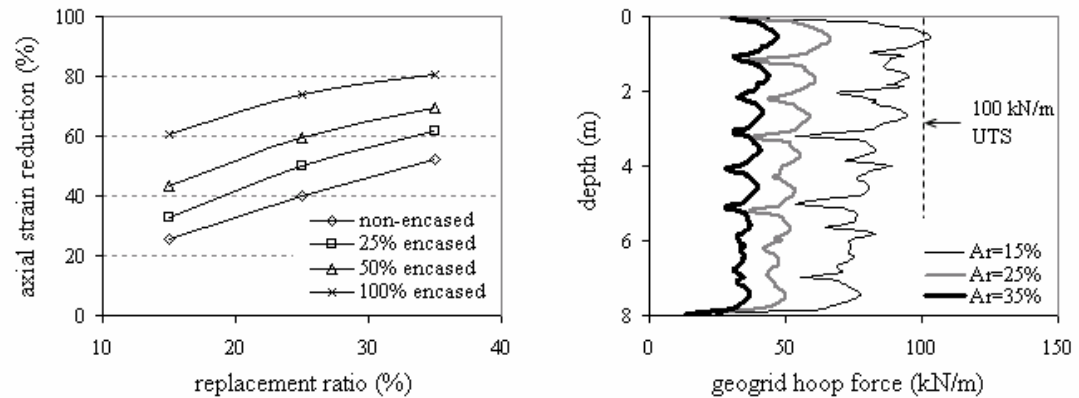 100
80
60
40
20
0
axial strain reduction (%)
non-encased
25% encased
50% encased
100% encased
10 20 30 40
replacement ratio (%)
0
2
4
6
8
depth (m)
100 kN/m
UTS
Ar=15%
Ar=25%
Ar=35%
0 50 100 150
geogrid hoop force (kN/m)